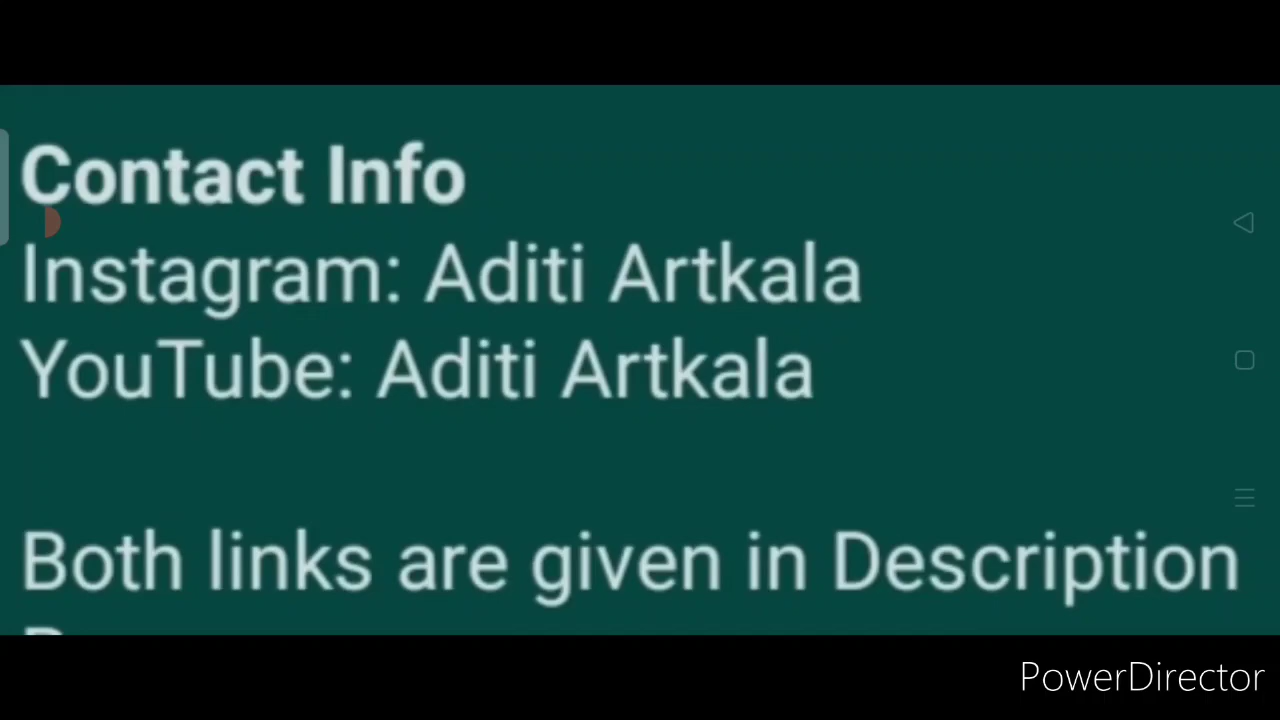 Contact Info
Instagram: Aditi Artkala
YouTube: Aditi Artkala
Both links are given in Description
PowerDirector